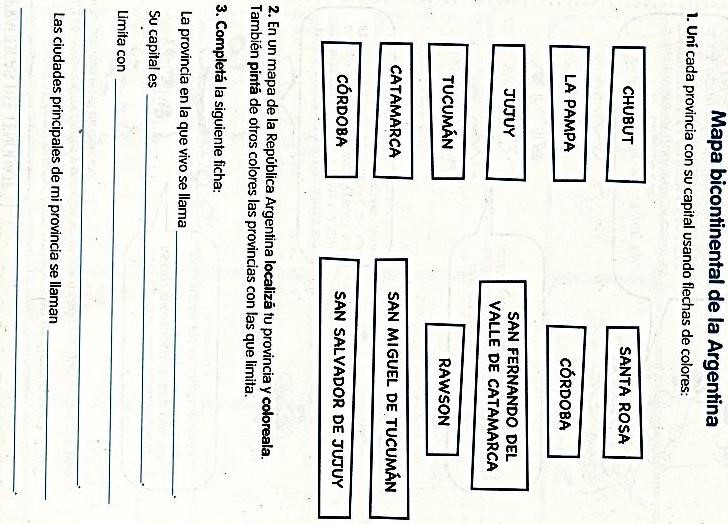 Mapa bicontinental de la Argentina
1. Uní cada provincia con su capital usando flechas de colores:
CHUBUT
SANTA ROSA
LA PAMPA
CÓRDOBA
JUJUY
SAN FERNANDO DEL
VALLE DE CATAMARCA
TUCUMÁN
RAWSON
CATAMARCA
SAN MIGUEL DE TUCUMÁN
CÓRDOBA
SAN SALVADOR DE JUJUY
2. En un mapa de la República Argentina localizá tu provincia y coloreala.
También pintá de otros colores las provincias con las que limita.
3. Completá la siguiente ficha:
La provincia en la que vivo se llama
Su capital es
Limita con
Las ciudades principales de mi provincia se llaman